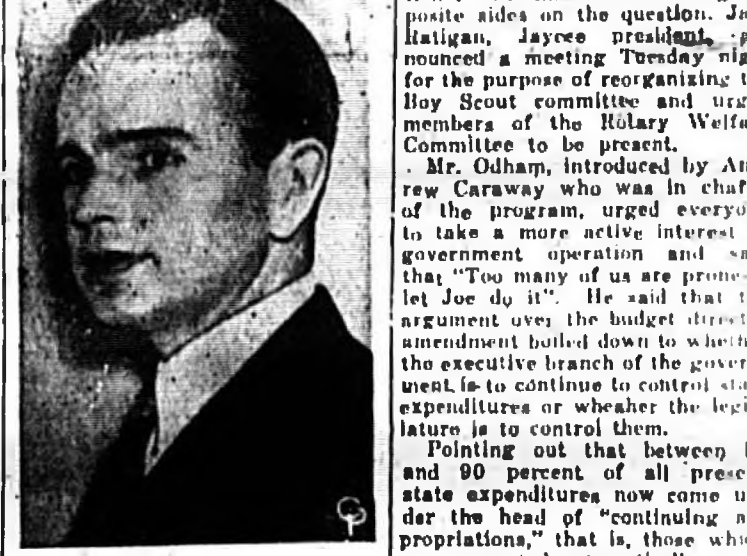 posite sides on the question. Ja
Ratigan, Jaycee president,
nounced a meeting Tuesday nig
for the purpose of reorganizing t
Boy Scout committee and urg
members of the Rotary Welfa
Committee to be present.
Mr. Odham, introduced by An
rew Caraway who was in char
of the program, urged everyo
to take a more active interest
government operation and sa
that "Too many of us are prone
let Joe do it". He said that t
argument over the budget direct
amendment boiled down to wheth
the executive branch of the gover
ment is to continue to control sta
expenditures or wheaher the legi
lature is to control them.
Pointing out that between
and 90 percent of all prese
state expenditures now come u
der the head of "continuing a
propriations," that is, those whi
CP